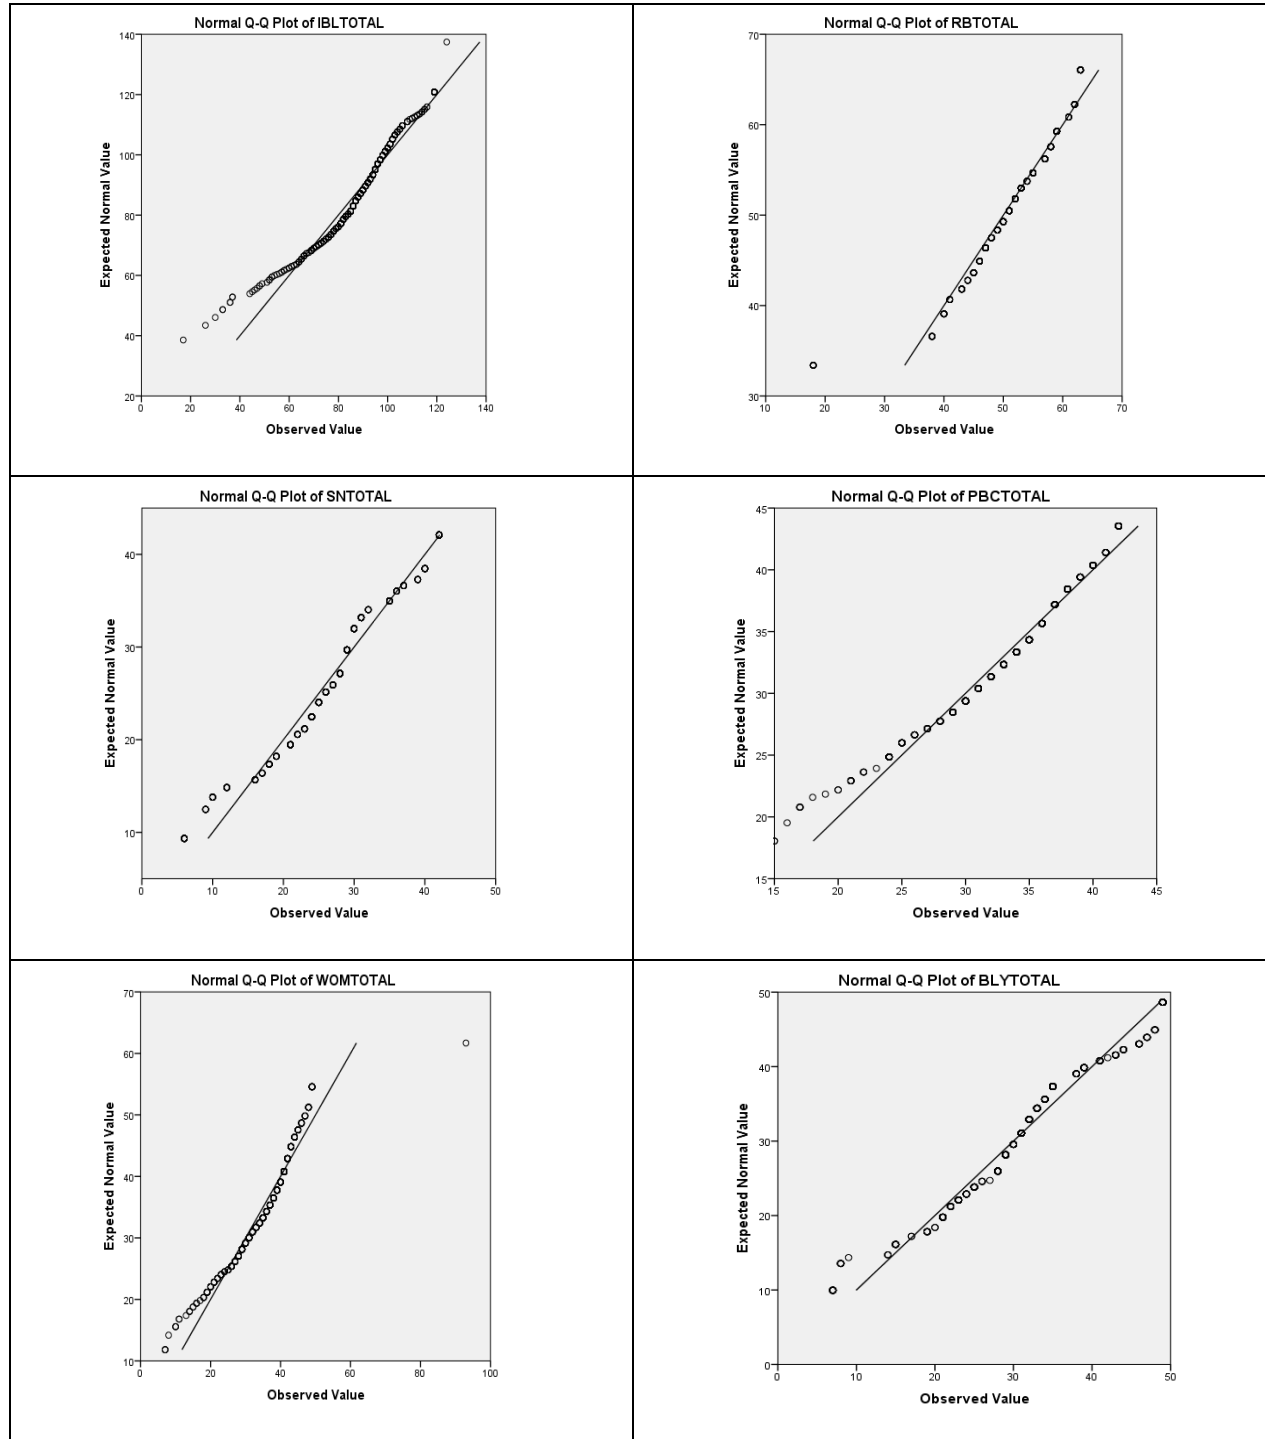 Normal Q-Q Plot of IBLTOTAL
140
120
100
80
60
40
20
Expected Normal Value
0 20 40 60 80 100 120 140
Observed Value
Normal Q-Q Plot of RBTOTAL
70
60
50
40
30
Expected Normal Value
10 20 30 40 50 60 70
Observed Value
Normal Q-Q Plot of SNTOTAL
40
30
20
10
Expected Normal Value
0 10 20 30 40 50
Observed Value
Normal Q-Q Plot of PBCTOTAL
45
40
35
30
25
20
15
Expected Normal Value
15 20 25 30 35 40 45
Observed Value
Normal Q-Q Plot of WOMTOTAL
70
60
50
40
30
20
10
Expected Normal Value
0 20 40 60 80 100
Observed Value
Normal Q-Q Plot of BLYTOTAL
50
40
30
20
10
0
Expected Normal Value
0 10 20 30 40 50
Observed Value